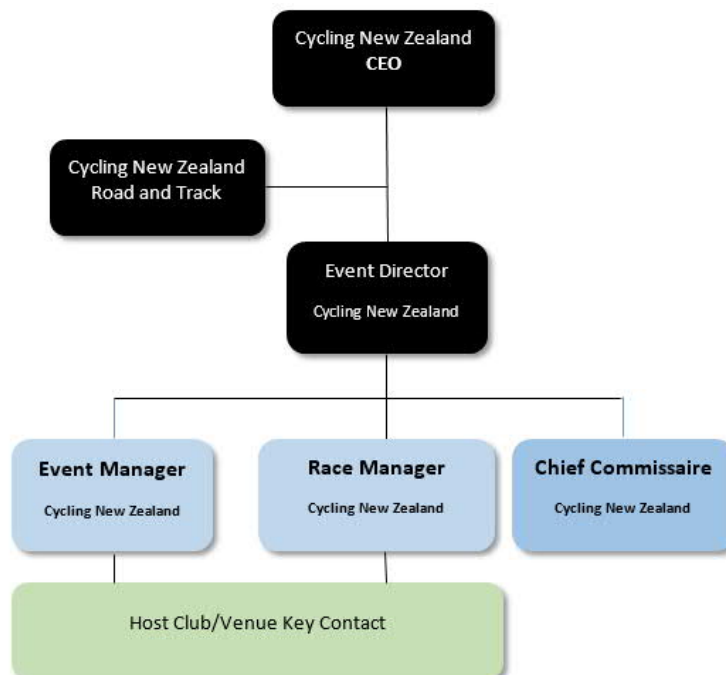 Cycling New Zealand
CEO
Cycling New Zealand
Road and Track
Event Director
Cycling New Zealand
Event Manager
Cycling New Zealand
Race Manager
Cycling New Zealand
Chief Commissaire
Cycling New Zealand
Host Club/Venue Key Contact